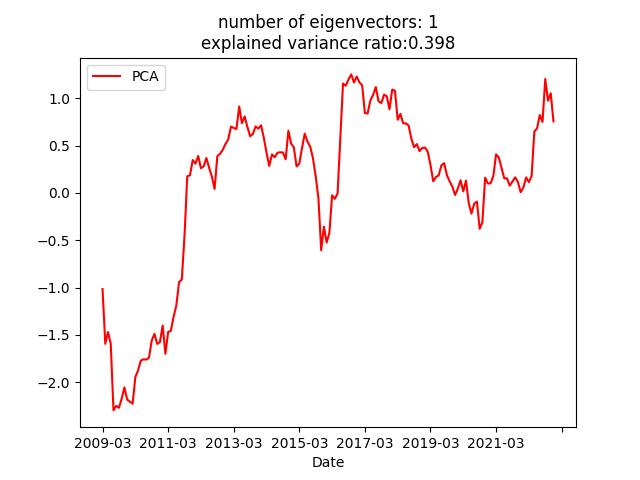 number of eigenvectors: 1
explained variance ratio:0.398
PCA
1.0
0.5
0.0
−0.5
−1.0
−1.5
−2.0
2009-03 2011-03 2013-03 2015-03 2017-03 2019-03 2021-03
Date